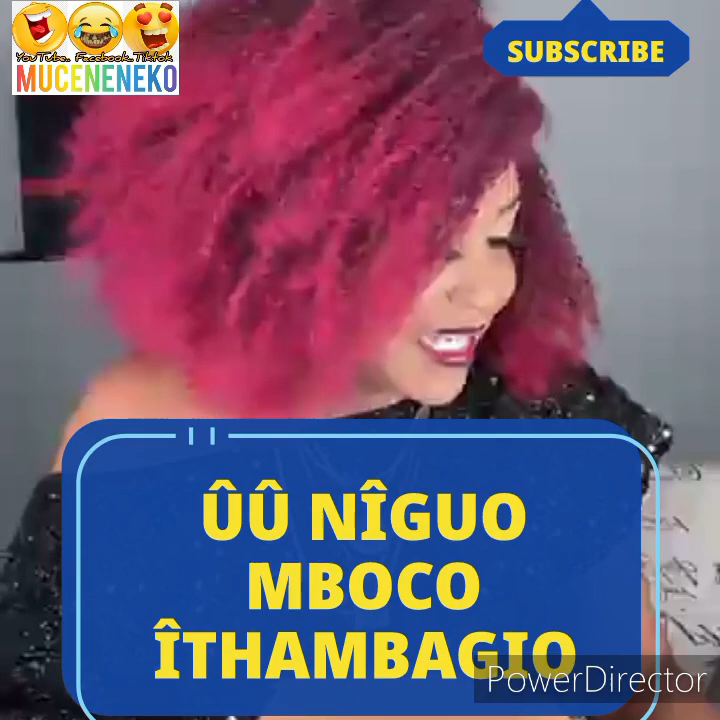 YouTube. Facebook. Tiktok
MUCENENEKO
SUBSCRIBE
ÛÛ NÎGUO
MBOCO
ÎTHAMBAGIO
PowerDirector